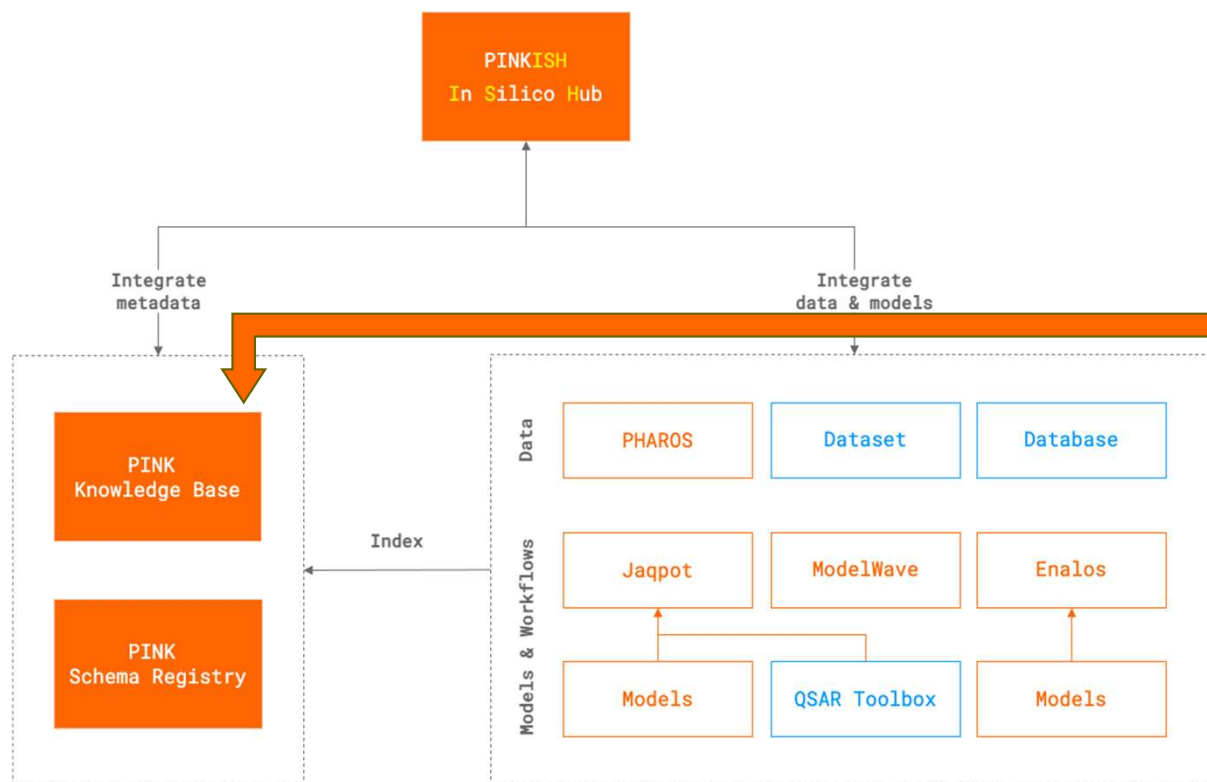 PINKISH
In Silico Hub
Integrate
metadata
Integrate
data & models
PINK
Knowledge Base
PINK
Schema Registry
Index
Data
PHAROS
Dataset
Database
Models & Workflows
Jaqpot
ModelWave
Enalos
Models
QSAR Toolbox
Models